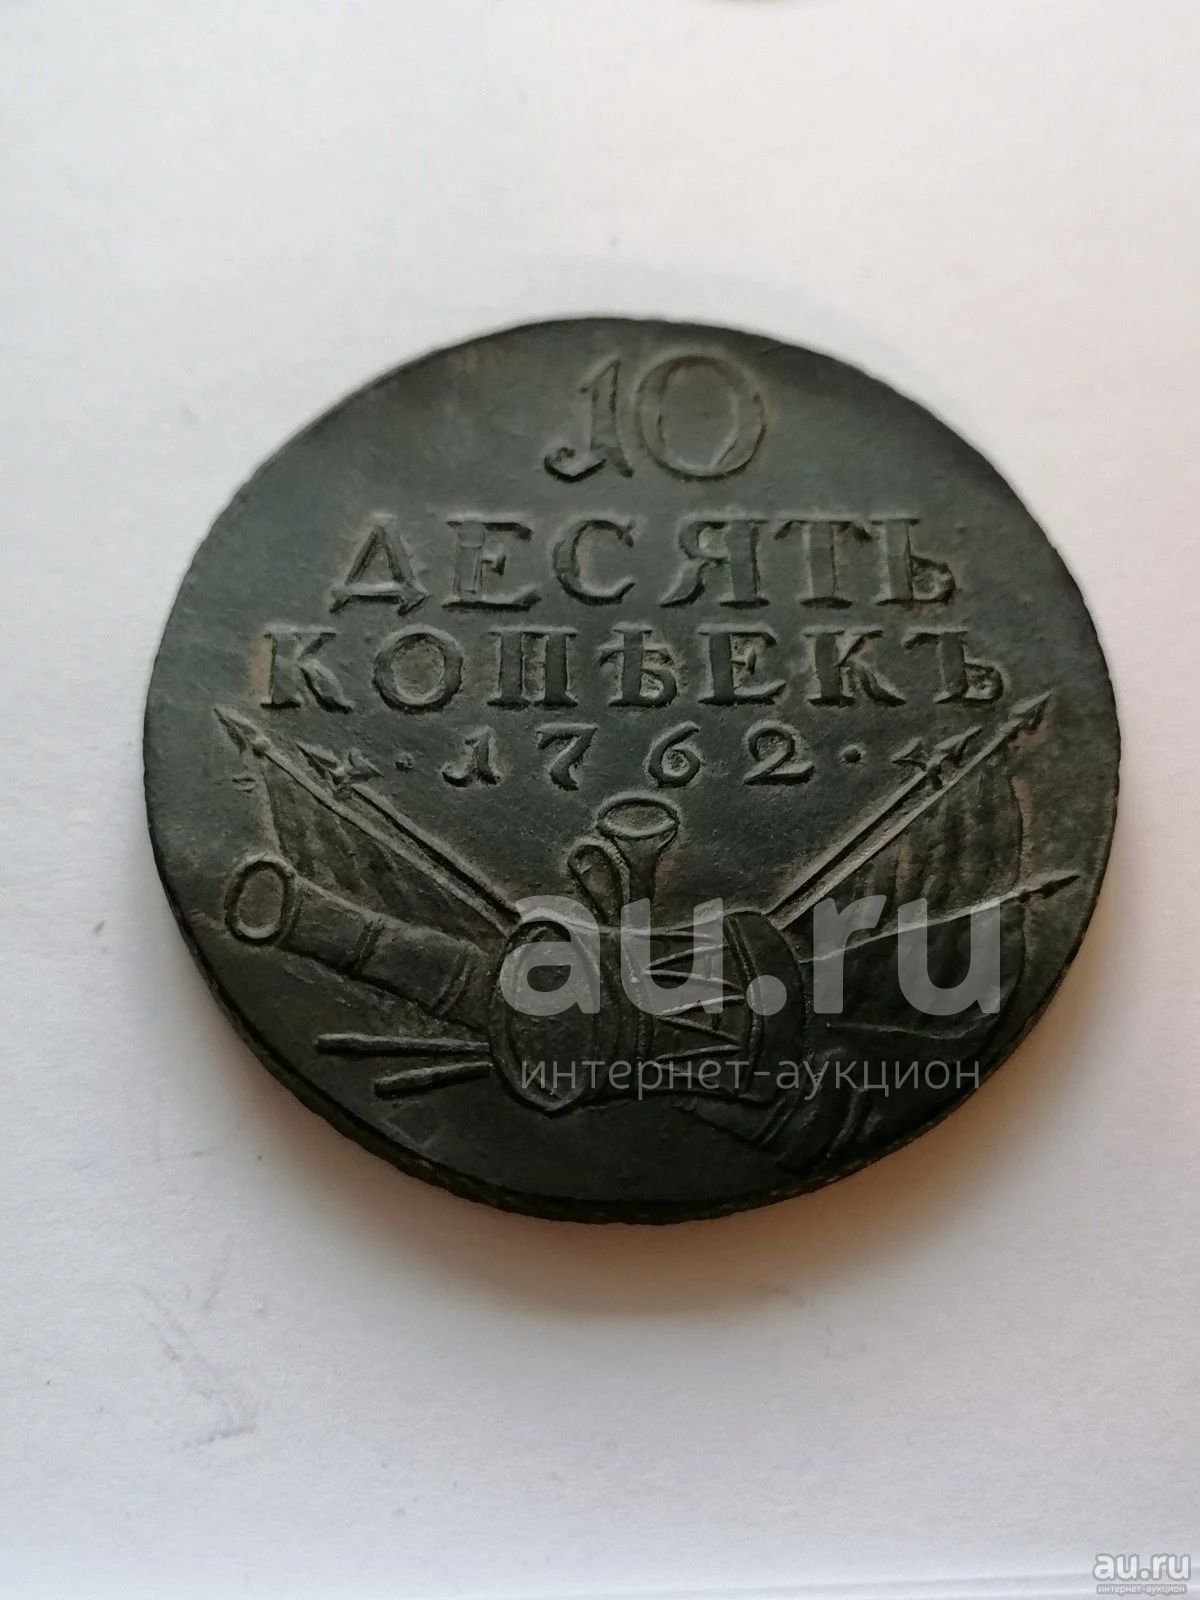 10
ДЕСЯТЬ
КОПѢЕКЪ
· 1762 ·
au.ru
интернет-аукцион
au.ru
интернет-аукцион